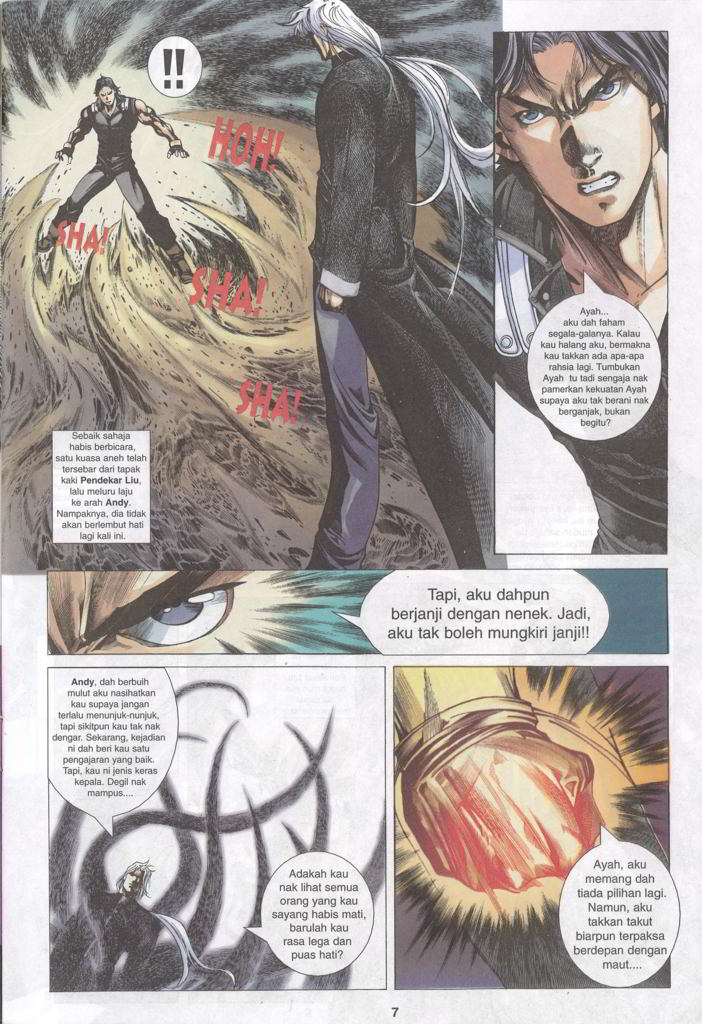 !!
HOH!
SHA!
SHA!
SHA!
Sebaik sahaja
habis berbicara,
satu kuasa aneh telah
tersebar dari tapak
kaki Pendekar Liu,
lalu meluru laju
ke arah Andy.
Nampaknya, dia tidak
akan berlembut hati
lagi kali ini.
Ayah...
aku dah faham
segala-galanya. Kalau
kau halang aku, bermakna
kau takkan ada apa-apa
rahsia lagi. Tumbukan
Ayah tu tadi sengaja nak
pamerkan kekuatan Ayah
supaya aku tak berani nak
berganjak, bukan
begitu?
Tapi, aku dahpun
berjanji dengan nenek. Jadi,
aku tak boleh mungkiri janji!!
Andy, dah berbuih
mulut aku nasihatkan
kau supaya jangan
terlalu menunjuk-nunjuk,
tapi sikitpun kau tak nak
dengar. Sekarang, kejadian
ni dah beri kau satu
pengajaran yang baik.
Tapi, kau ni jenis keras
kepala. Degil nak
mampus....
Adakah kau
nak lihat semua
orang yang kau
sayang habis mati,
barulah kau
rasa lega dan
puas hati?
Ayah, aku
memang dah
tiada pilihan lagi.
Namun, aku
takkan takut
biarpun terpaksa
berdepan dengan
maut....
7